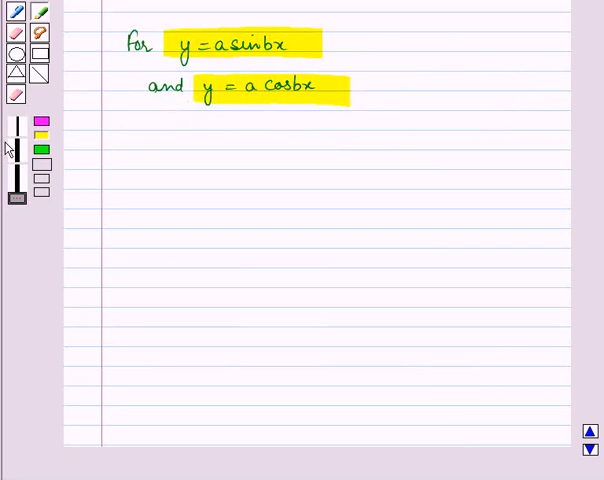 For y = a sin bx
and y = a cos bx